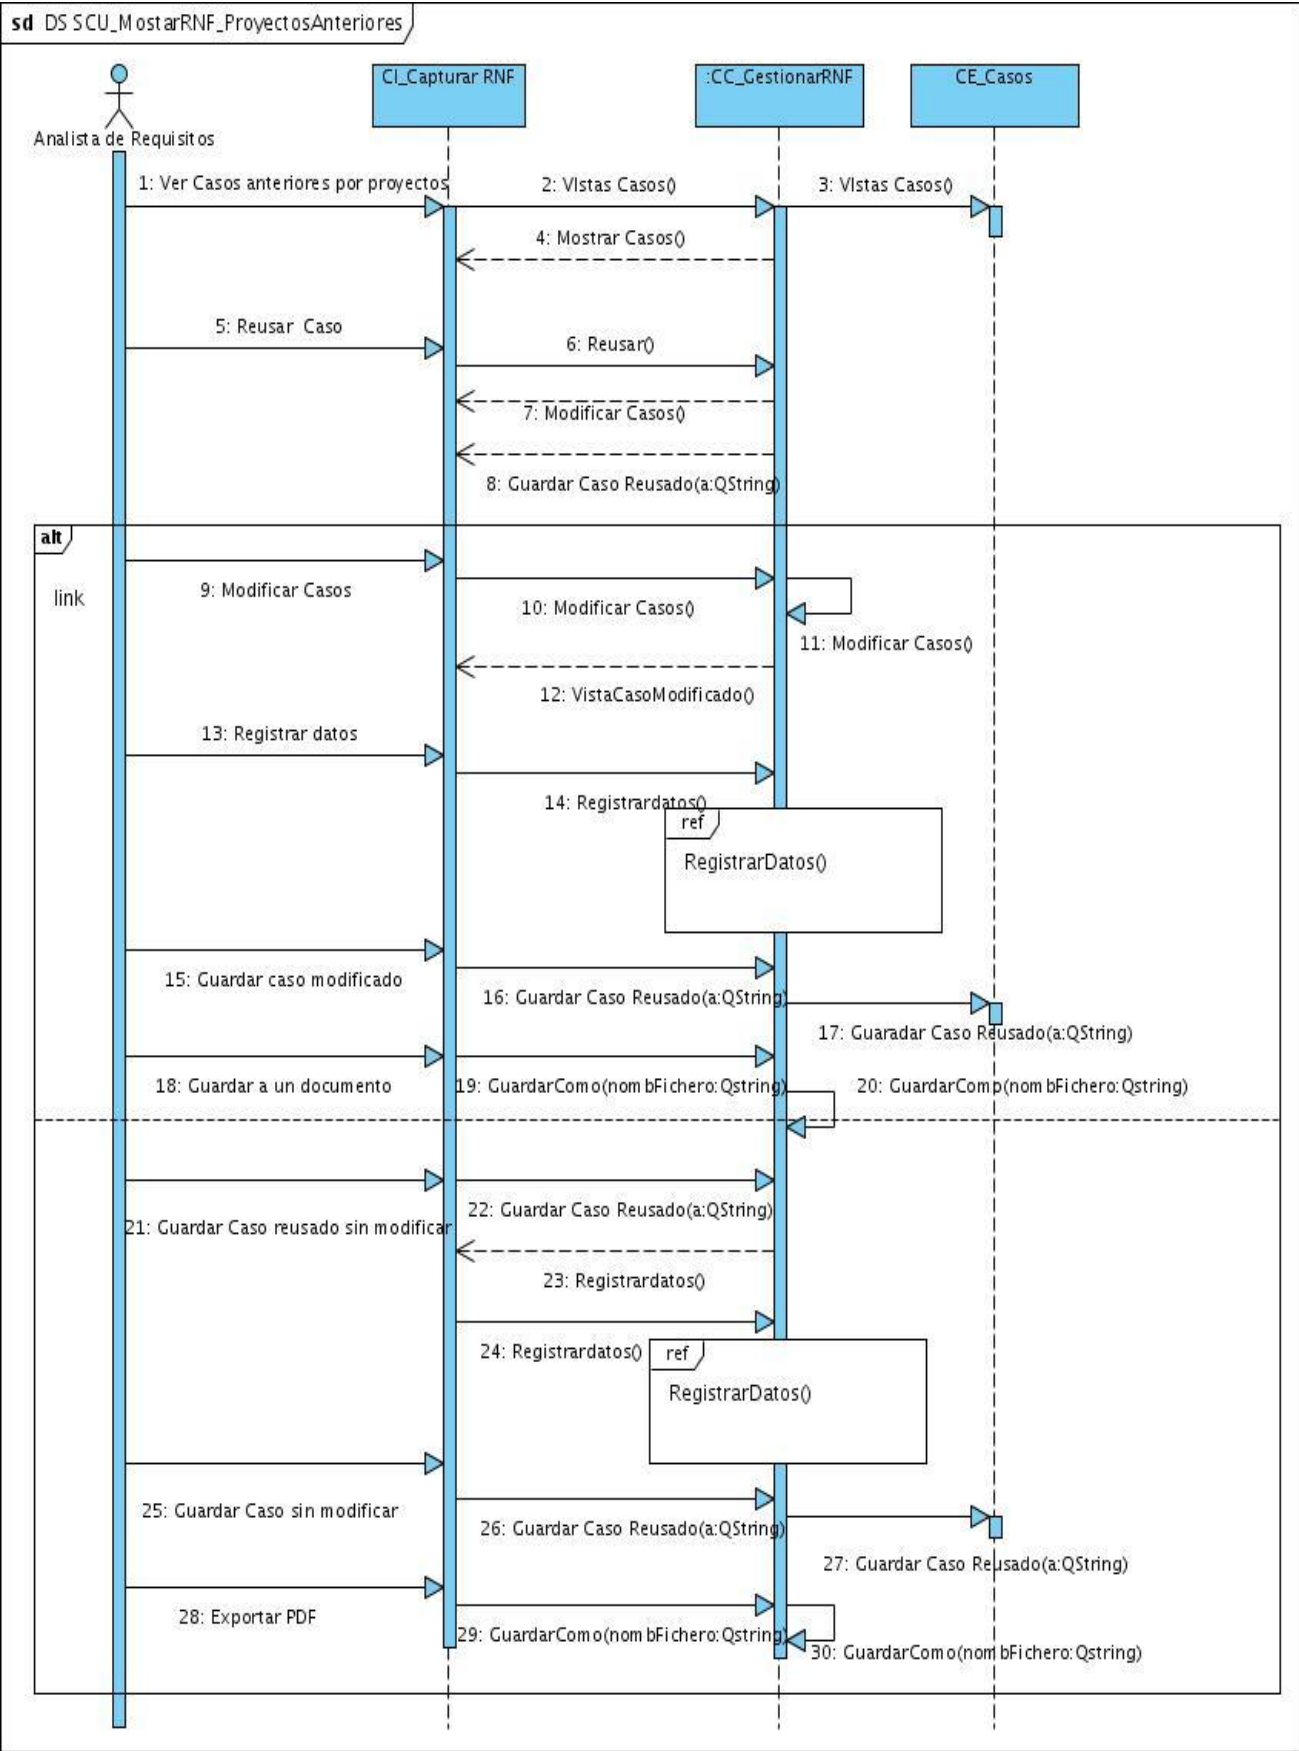 sd DS SCU_MostarRNF_ProyectosAnteriores
CI_Capturar RNF
:CC_GestionarRNF
CE_Casos
Analista de Requisitos
1: Ver Casos anteriores por proyectos
2: VIstas Casos()
3: VIstas Casos()
4: Mostrar Casos()
5: Reusar Caso
6: Reusar()
7: Modificar Casos()
8: Guardar Caso Reusado(a:QString)
alt
link
9: Modificar Casos
10: Modificar Casos()
11: Modificar Casos()
12: VistaCasoModificado()
13: Registrar datos
14: Registrardatos()
ref
RegistrarDatos()
15: Guardar caso modificado
16: Guardar Caso Reusado(a:QString)
17: Guaradar Caso Reusado(a:QString)
18: Guardar a un documento
19: GuardarComo(nombFichero:Qstring)
20: GuardarComo(nombFichero:Qstring)
21: Guardar Caso reusado sin modificar
22: Guardar Caso Reusado(a:QString)
23: Registrardatos()
24: Registrardatos()
ref
RegistrarDatos()
25: Guardar Caso sin modificar
26: Guardar Caso Reusado(a:QString)
27: Guardar Caso Reusado(a:QString)
28: Exportar PDF
29: GuardarComo(nombFichero:Qstring)
30: GuardarComo(nombFichero:Qstring)